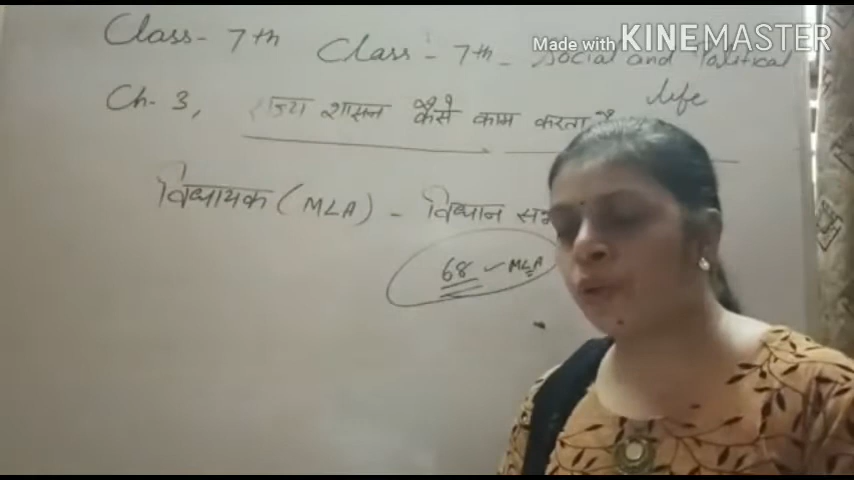 Class - 7th
Class - 7th - Social and Political life
Made with KINEMASTER
Ch. 3, राज्य शासन कैसे काम करता है
विधायक (MLA) - विधान
68 - MLA